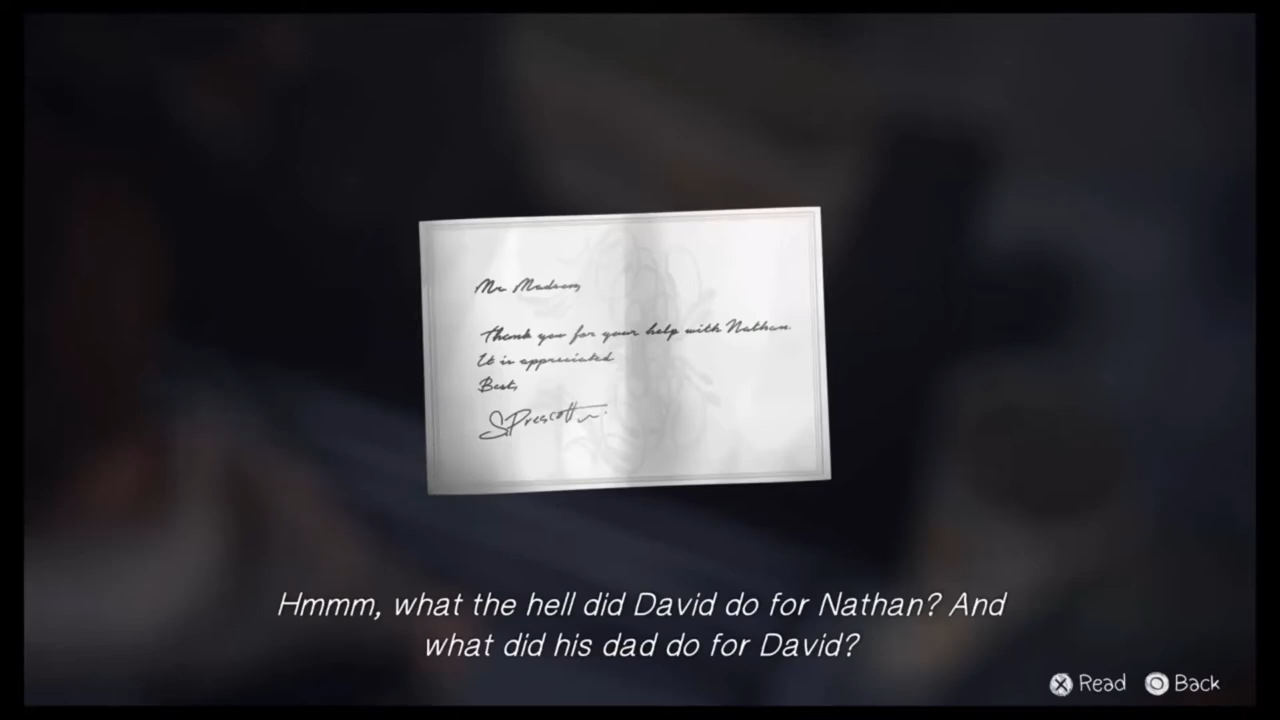 Mr. Madsen,
Thank you for your help with Nathan.
It is appreciated
Best,
S.Prescott
Hmmm, what the hell did David do for Nathan? And
what did his dad do for David?
Read Back